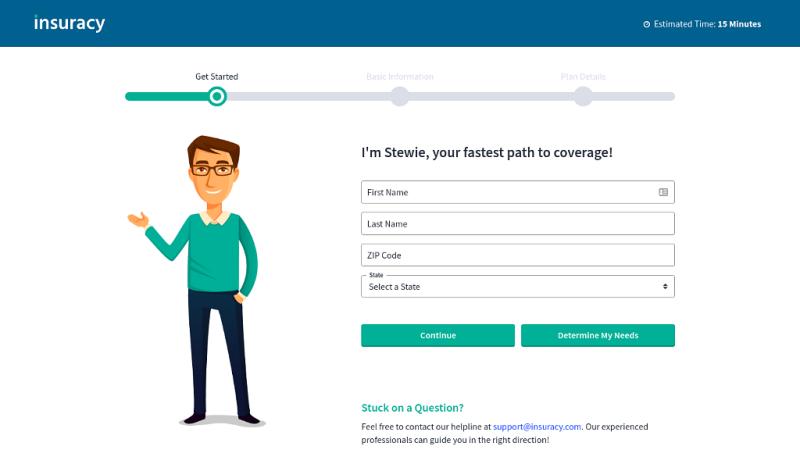 insuracy
Estimated Time: 15 Minutes
Get Started
Basic Information
Plan Details
I'm Stewie, your fastest path to coverage!
First Name
Last Name
ZIP Code
State
Select a State
Continue
Determine My Needs
Stuck on a Question?
Feel free to contact our helpline at support@insuracy.com. Our experienced
professionals can guide you in the right direction!